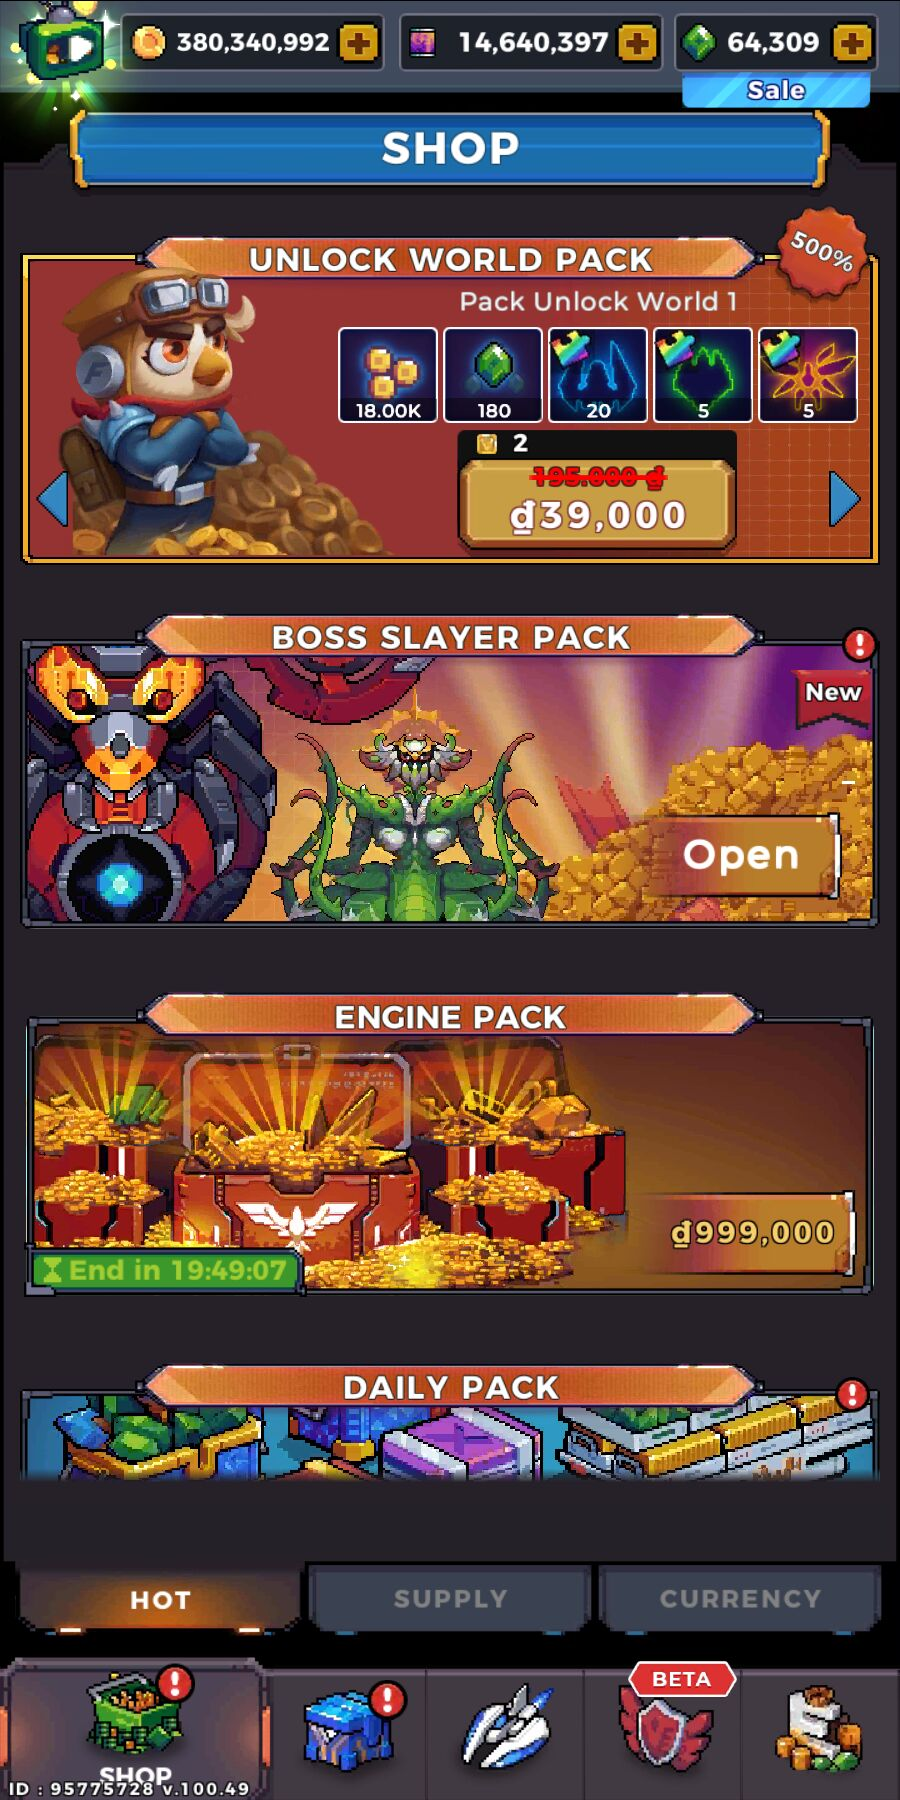 380,340,992
14,640,397
64,309
Sale
SHOP
UNLOCK WORLD PACK
500%
Pack Unlock World 1
18.00K
180
20
5
5
2
195.000 đ
₫39,000
BOSS SLAYER PACK
New
Open
ENGINE PACK
₫999,000
End in 19:49:07
DAILY PACK
HOT
SUPPLY
CURRENCY
BETA
SHOP
ID : 95775728 v.100.49